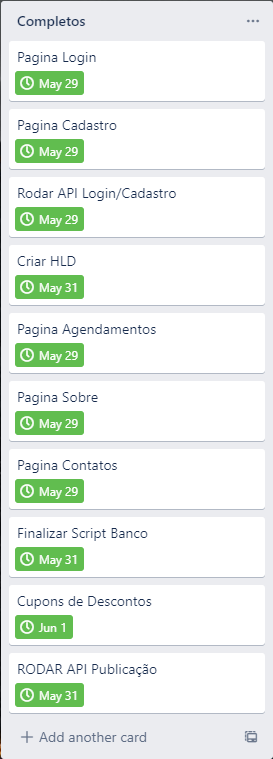 Completos
Pagina Login
May 29
Pagina Cadastro
May 29
Rodar API Login/Cadastro
May 29
Criar HLD
May 31
Pagina Agendamentos
May 29
Pagina Sobre
May 29
Pagina Contatos
May 29
Finalizar Script Banco
May 31
Cupons de Descontos
Jun 1
RODAR API Publicação
May 31
+ Add another card